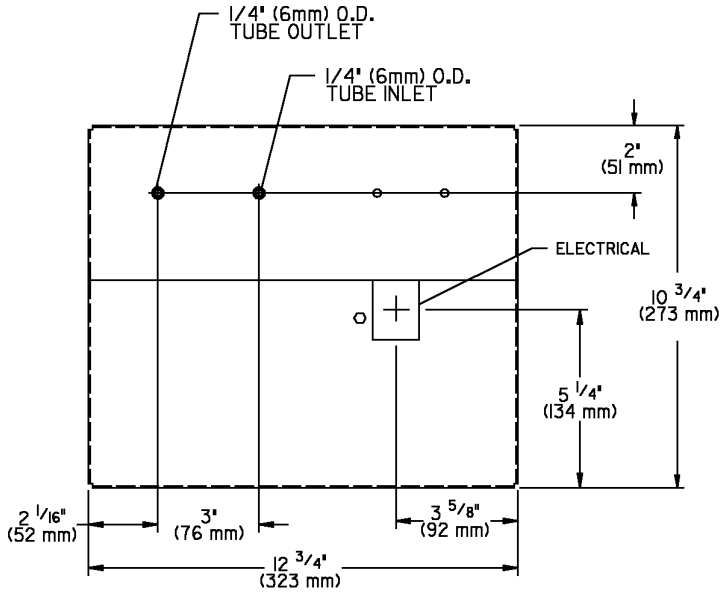 1/4" (6mm) O.D.
TUBE OUTLET
1/4" (6mm) O.D.
TUBE INLET
2"
(51 mm)
ELECTRICAL
10 3/4"
(273 mm)
5 1/4"
(134 mm)
2 1/16"
(52 mm)
3"
(76 mm)
3 5/8"
(92 mm)
12 3/4"
(323 mm)